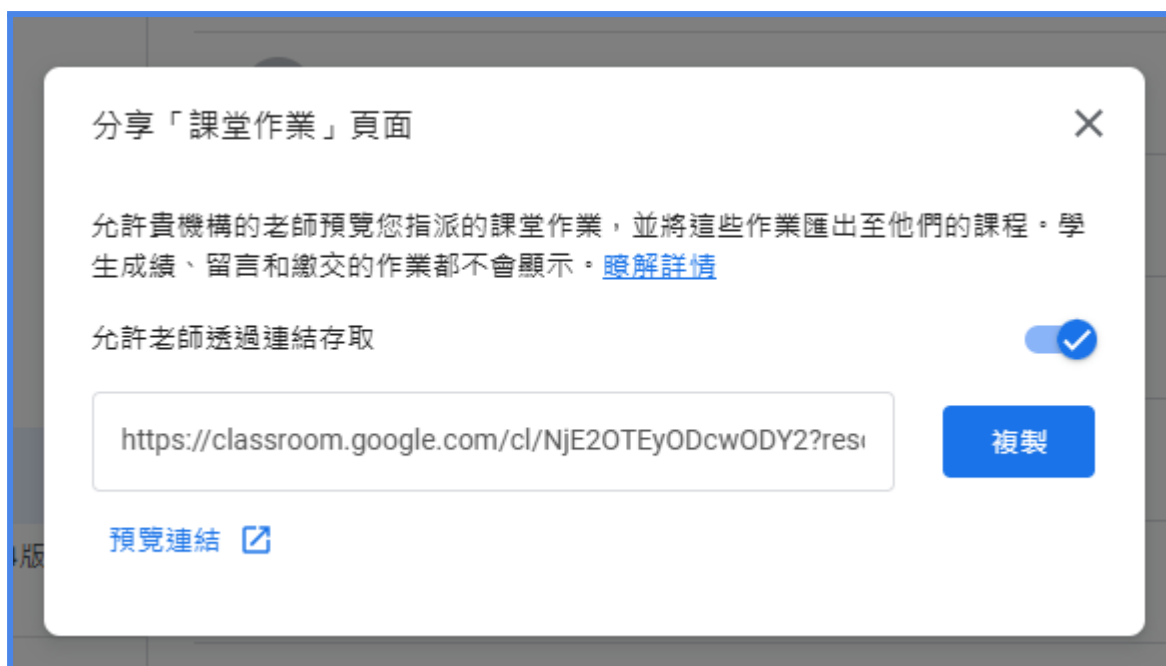 分享「課堂作業」頁面
允許貴機構的老師預覽您指派的課堂作業，並將這些作業匯出至他們的課程。學
生成績、留言和繳交的作業都不會顯示。瞭解詳情
允許老師透過連結存取
https://classroom.google.com/cl/NjE2OTEyODcwODY2?reso
複製
預覽連結
版